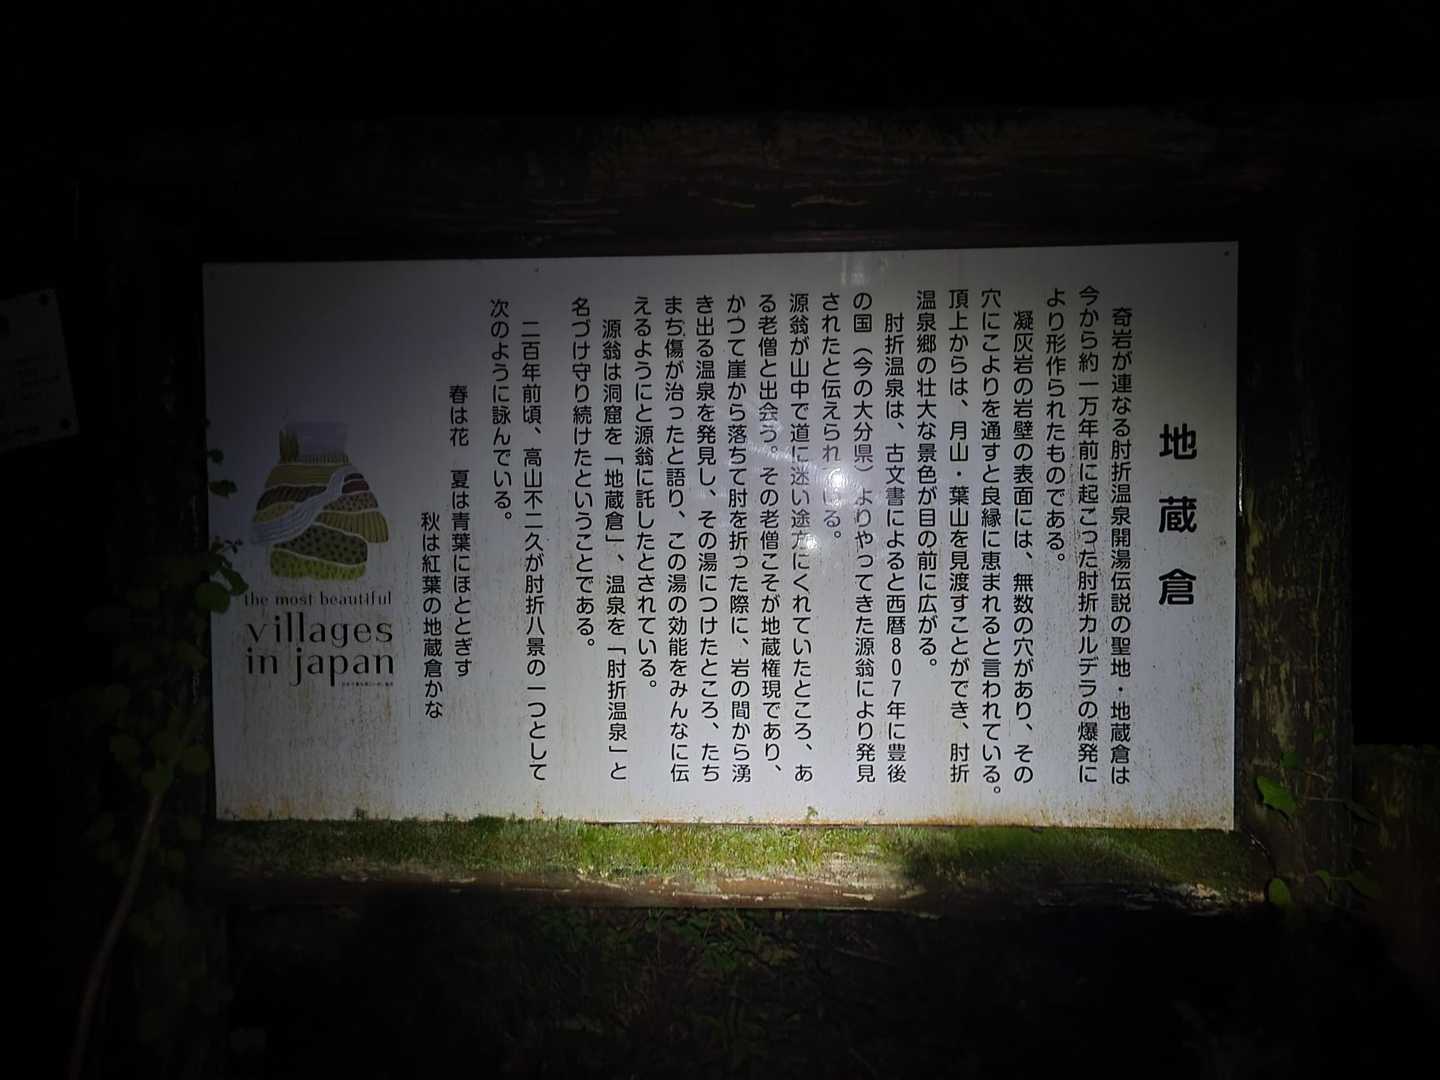 地蔵倉
奇岩が連なる肘折温泉開湯伝説の聖地・地蔵倉は
今から約一万年前に起こった肘折カルデラの爆発に
より形作られたものである。
凝灰岩の岩壁の表面には、無数の穴があり、その
穴にこよりを通すと良縁に恵まれると言われている。
頂上からは、月山・葉山を見渡すことができ、肘折
温泉郷の壮大な景色が目の前に広がる。
肘折温泉は、古文書によると西暦807年に豊後
の国（今の大分県）よりやってきた源翁により発見
されたと伝えられている。
源翁が山中で道に迷い途方にくれていたところ、あ
る老僧と出会う。その老僧こそが地蔵権現であり、
かつて崖から落ちて肘を折った際に、岩の間から湧
き出る温泉を発見し、その湯につけたところ、たち
まち傷が治ったと語り、この湯の効能をみんなに伝
えるようにと源翁に託したとされている。
源翁は洞窟を「地蔵倉」、温泉を「肘折温泉」と
名づけ守り続けたということである。
二百年前頃、高山不二久が肘折八景の一つとして
次のように詠んでいる。
春は花　夏は青葉にほととぎす
秋は紅葉の地蔵倉かな
the most beautiful
villages
in japan